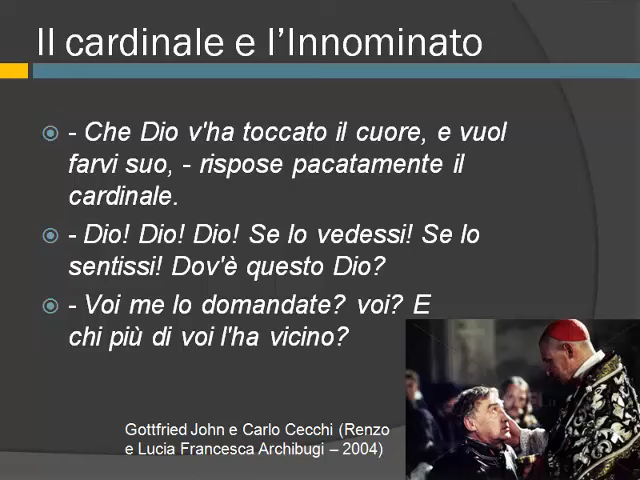 Il cardinale e l'Innominato
- Che Dio v'ha toccato il cuore, e vuol
farvi suo, - rispose pacatamente il
cardinale.
- Dio! Dio! Dio! Se lo vedessi! Se lo
sentissi! Dov'è questo Dio?
- Voi me lo domandate? voi? E
chi più di voi l'ha vicino?
Gottfried John e Carlo Cecchi (Renzo
e Lucia Francesca Archibugi – 2004)